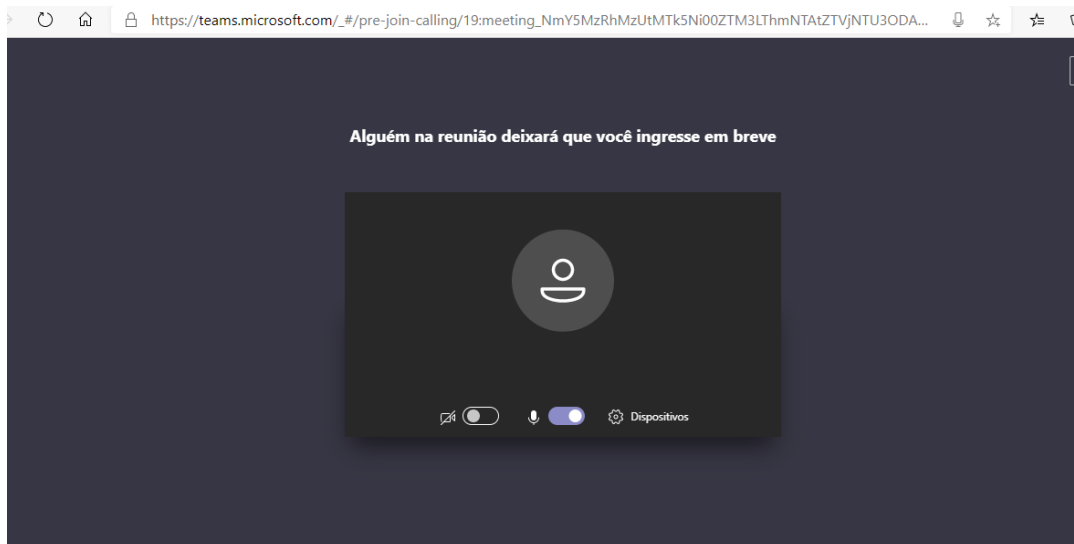 https://teams.microsoft.com/_#/pre-join-calling/19:meeting_NmY5MzRhMzUtMTk5Ni00ZTM3LThmNTAtZTVjNTU3ODA...
Alguém na reunião deixará que você ingresse em breve
Dispositivos